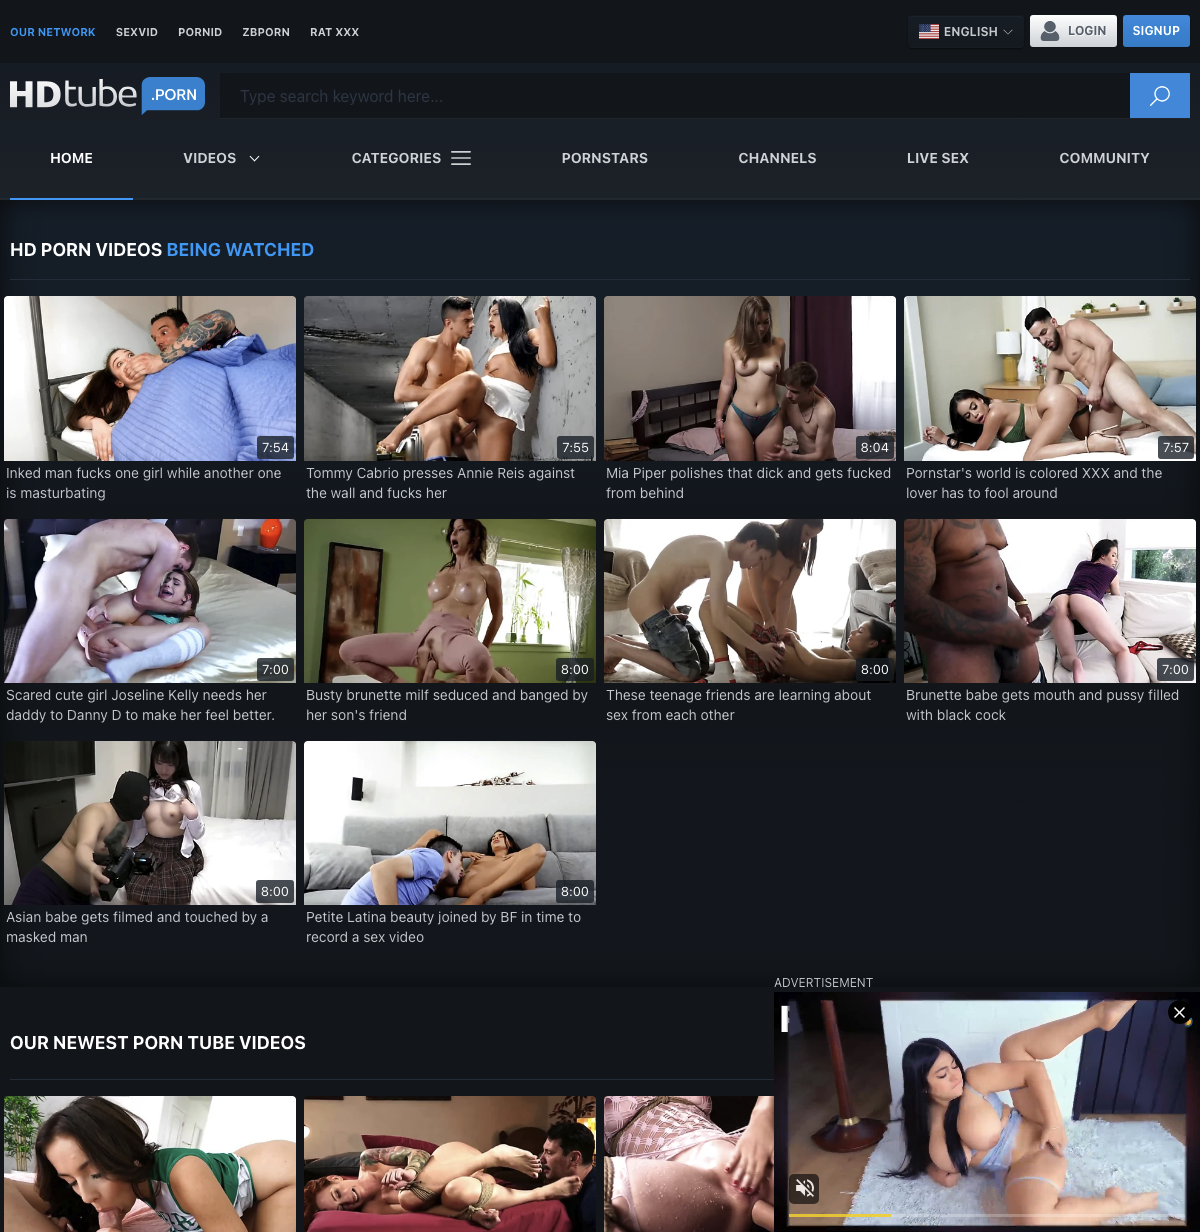 OUR NETWORK SEXVID PORNID ZBPORN RAT XXX ENGLISH LOGIN SIGNUP
HDtube .PORN Type search keyword here...
HOME VIDEOS CATEGORIES PORNSTARS CHANNELS LIVE SEX COMMUNITY
HD PORN VIDEOS BEING WATCHED
7:54
Inked man fucks one girl while another one
is masturbating
7:55
Tommy Cabrio presses Annie Reis against
the wall and fucks her
8:04
Mia Piper polishes that dick and gets fucked
from behind
7:57
Pornstar's world is colored XXX and the
lover has to fool around
7:00
Scared cute girl Joseline Kelly needs her
daddy to Danny D to make her feel better.
8:00
Busty brunette milf seduced and banged by
her son's friend
8:00
These teenage friends are learning about
sex from each other
7:00
Brunette babe gets mouth and pussy filled
with black cock
8:00
Asian babe gets filmed and touched by a
masked man
8:00
Petite Latina beauty joined by BF in time to
record a sex video
ADVERTISEMENT
OUR NEWEST PORN TUBE VIDEOS